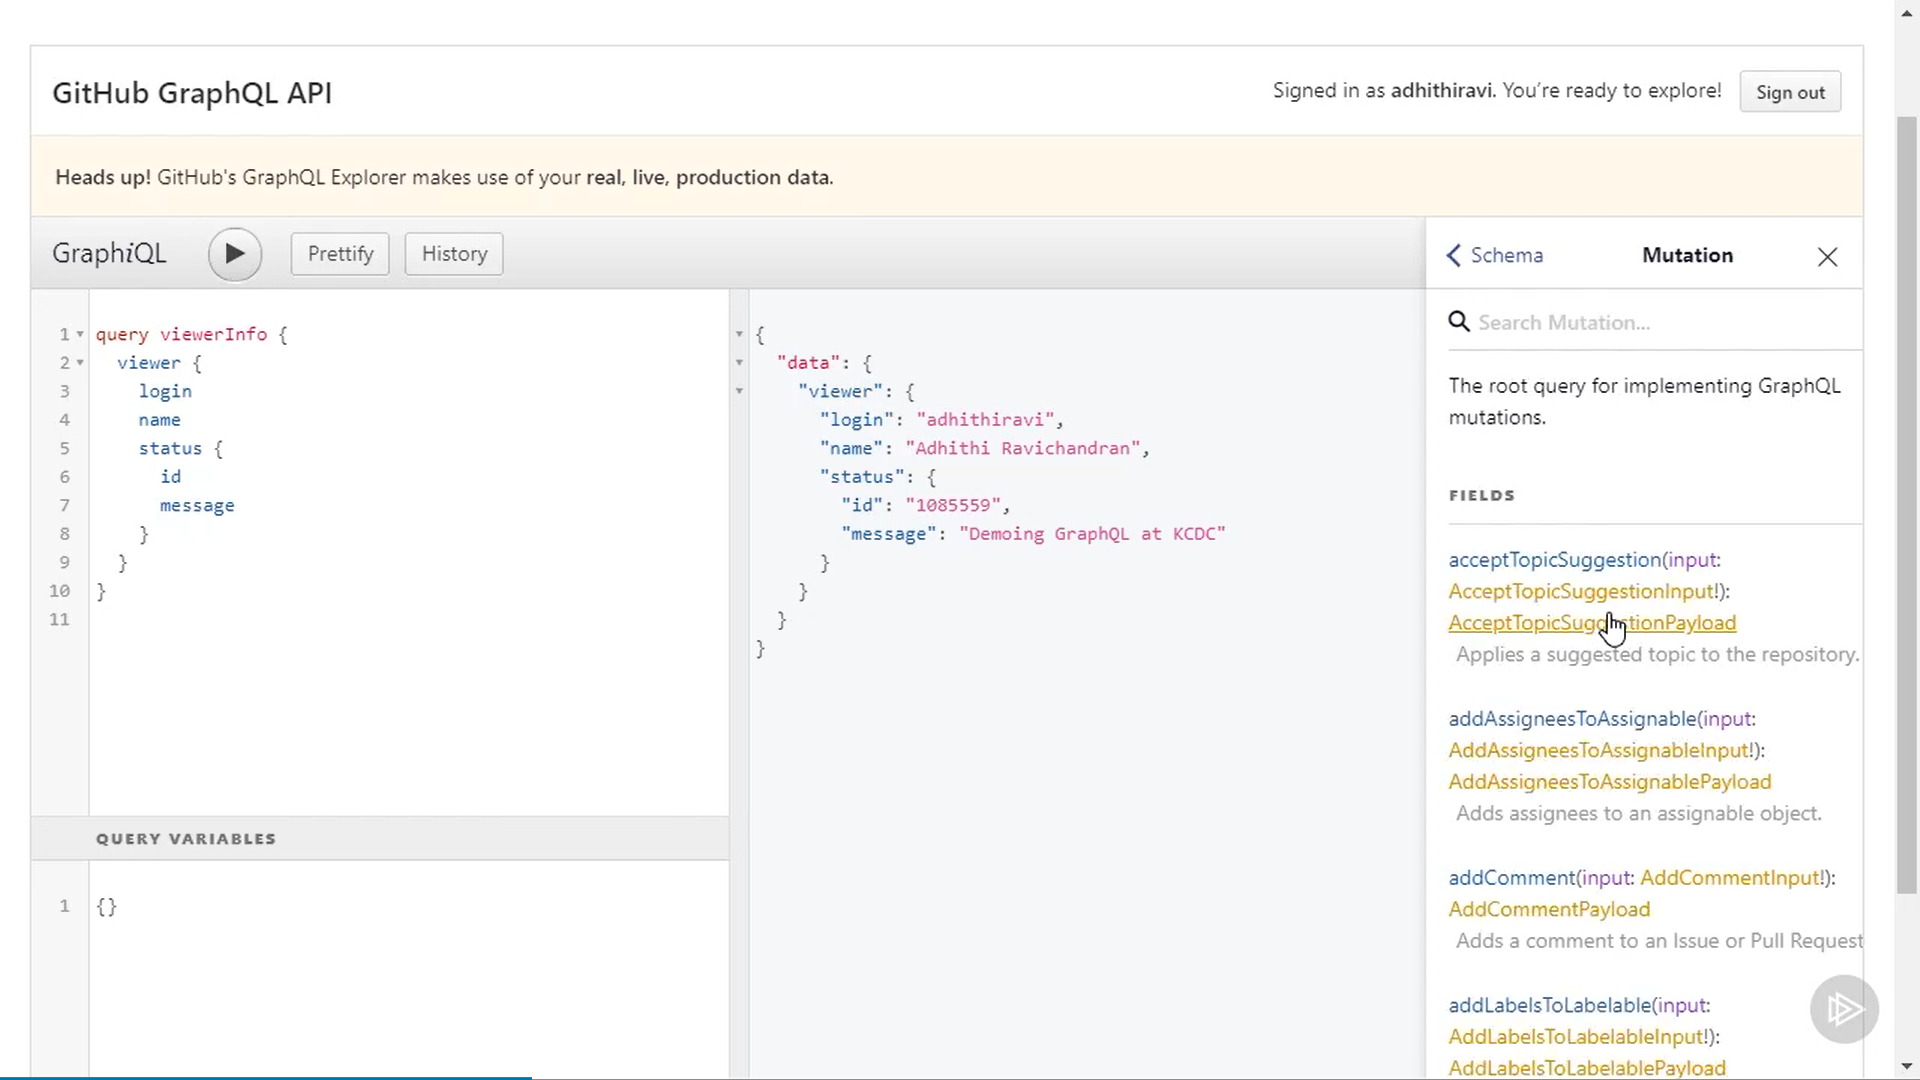 GitHub GraphQL API
Signed in as adhithiravi. You're ready to explore!
Sign out
Heads up! GitHub's GraphQL Explorer makes use of your real, live, production data.
GraphiQL
Prettify
History
1 query viewerInfo {
2 viewer {
3 login
4 name
5 status {
6 id
7 message
8 }
9 }
10 }
11
QUERY VARIABLES
1 {}
{
"data": {
"viewer": {
"login": "adhithiravi",
"name": "Adhithi Ravichandran",
"status": {
"id": "1085559",
"message": "Demoing GraphQL at KCDC"
}
}
}
}
Schema
Mutation
Search Mutation...
The root query for implementing GraphQL
mutations.
FIELDS
acceptTopicSuggestion(input:
AcceptTopicSuggestionInput!):
AcceptTopicSuggestionPayload
Applies a suggested topic to the repository.
addAssigneesToAssignable(input:
AddAssigneesToAssignableInput!):
AddAssigneesToAssignablePayload
Adds assignees to an assignable object.
addComment(input: AddCommentInput!):
AddCommentPayload
Adds a comment to an Issue or Pull Request
addLabelsToLabelable(input:
AddLabelsToLabelableInput!):
AddLabelsToLabelablePayload